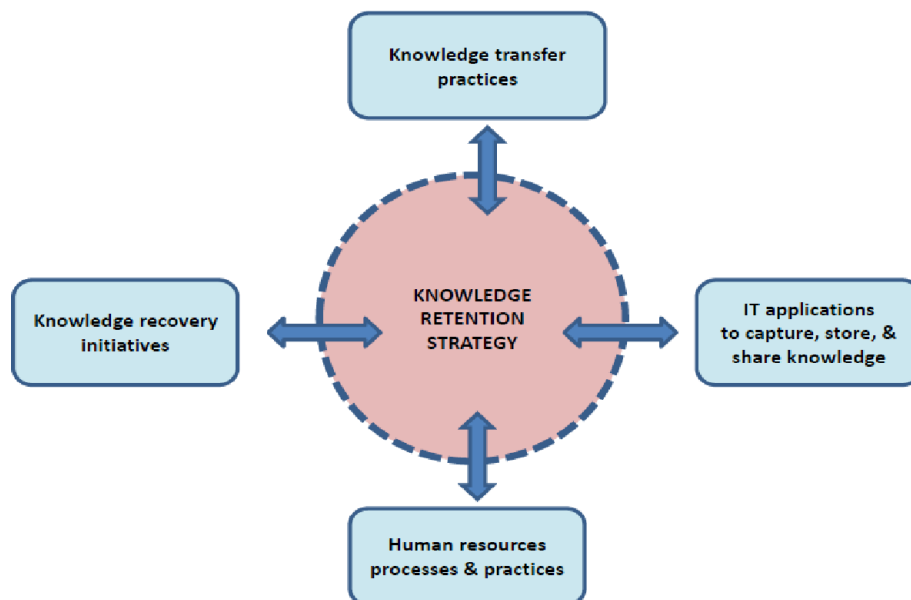 Knowledge transfer
practices
Knowledge recovery
initiatives
KNOWLEDGE
RETENTION
STRATEGY
IT applications
to capture, store, &
share knowledge
Human resources
processes & practices